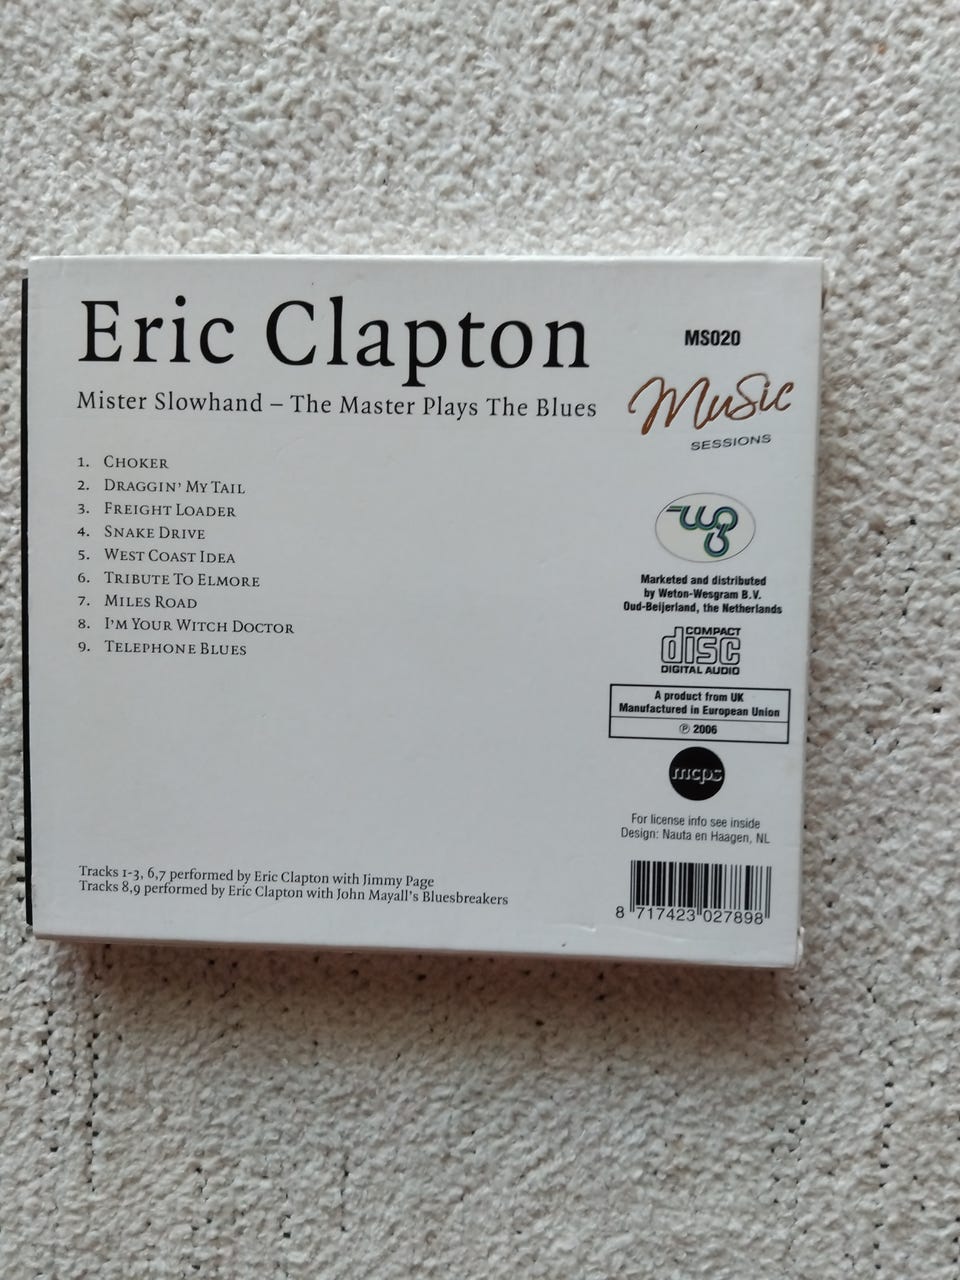 Eric Clapton
Mister Slowhand – The Master Plays The Blues
1. CHOKER
2. DRAGGIN' MY TAIL
3. FREIGHT LOADER
4. SNAKE DRIVE
5. WEST COAST IDEA
6. TRIBUTE TO ELMORE
7. MILES ROAD
8. I'M YOUR WITCH DOCTOR
9. TELEPHONE BLUES
Tracks 1-3, 6,7 performed by Eric Clapton with Jimmy Page
Tracks 8,9 performed by Eric Clapton with John Mayall's Bluesbreakers
MS020
Music
SESSIONS
wg
Marketed and distributed
by Weton-Wesgram B.V.
Oud-Beijerland, the Netherlands
COMPACT
disc
DIGITAL AUDIO
A product from UK
Manufactured in European Union
℗ 2006
mcps
For license info see inside
Design: Nauta en Haagen, NL
8 717423 027898